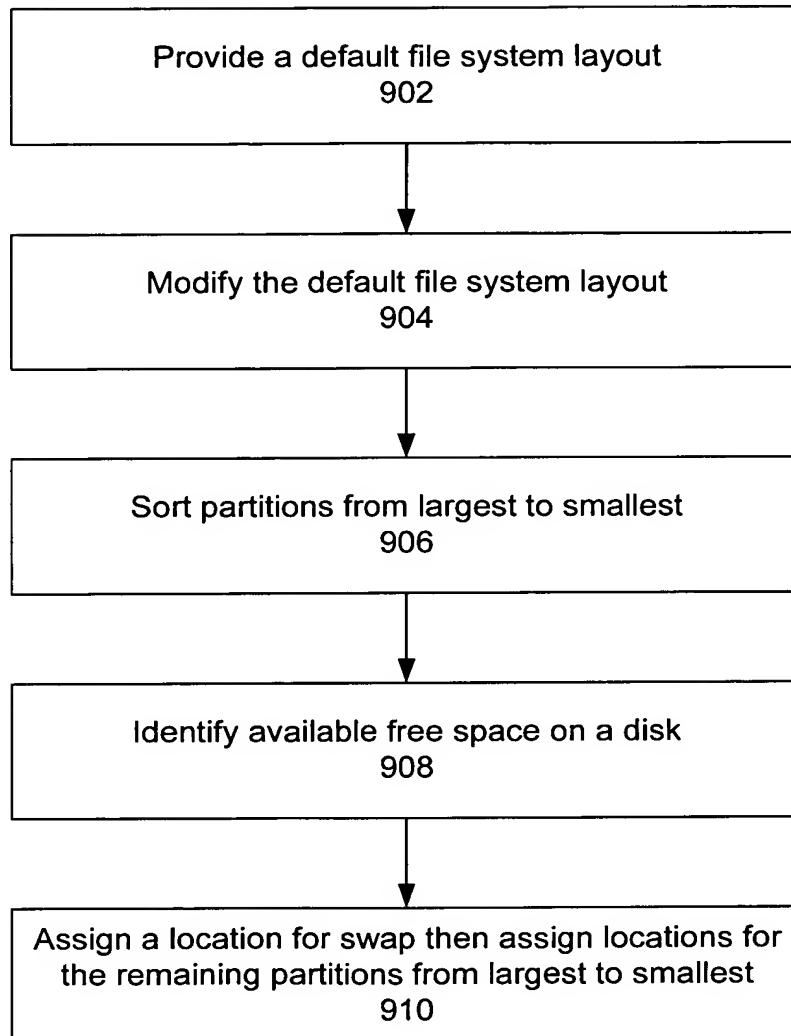 Provide a default file system layout
902
Modify the default file system layout
904
Sort partitions from largest to smallest
906
Identify available free space on a disk
908
Assign a location for swap then assign locations for
the remaining partitions from largest to smallest
910